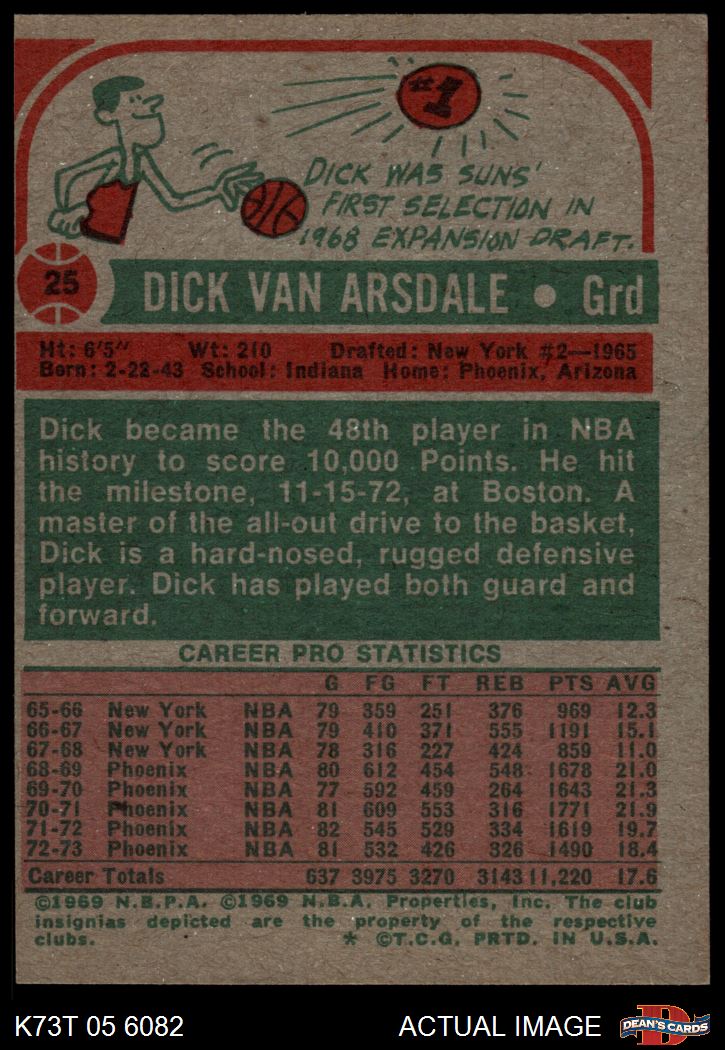 #1
DICK WAS SUNS'
FIRST SELECTION IN
1968 EXPANSION DRAFT.
25
DICK VAN ARSDALE • Grd
Ht: 6'5" Wt: 210 Drafted: New York #2—1965
Born: 2-22-43 School: Indiana Home: Phoenix, Arizona
Dick became the 48th player in NBA
history to score 10,000 Points. He hit
the milestone, 11-15-72, at Boston. A
master of the all-out drive to the basket,
Dick is a hard-nosed, rugged defensive
player. Dick has played both guard and
forward.
CAREER PRO STATISTICS
G FG FT REB PTS AVG
65-66 New York NBA 79 359 251 376 969 12.3
66-67 New York NBA 79 410 371 555 1191 15.1
67-68 New York NBA 78 316 227 424 859 11.0
68-69 Phoenix NBA 80 612 454 548 1678 21.0
69-70 Phoenix NBA 77 592 459 264 1643 21.3
70-71 Phoenix NBA 81 609 553 316 1771 21.9
71-72 Phoenix NBA 82 545 529 334 1619 19.7
72-73 Phoenix NBA 81 532 426 326 1490 18.4
Career Totals 637 3975 3270 3143 11,220 17.6
©1969 N.B.P.A. ©1969 N.B.A. Properties, Inc. The club
insignias depicted are the property of the respective
clubs. * ©T.C.G. PRTD. IN U.S.A.
K73T 05 6082 ACTUAL IMAGE
D
DEAN'S CARDS